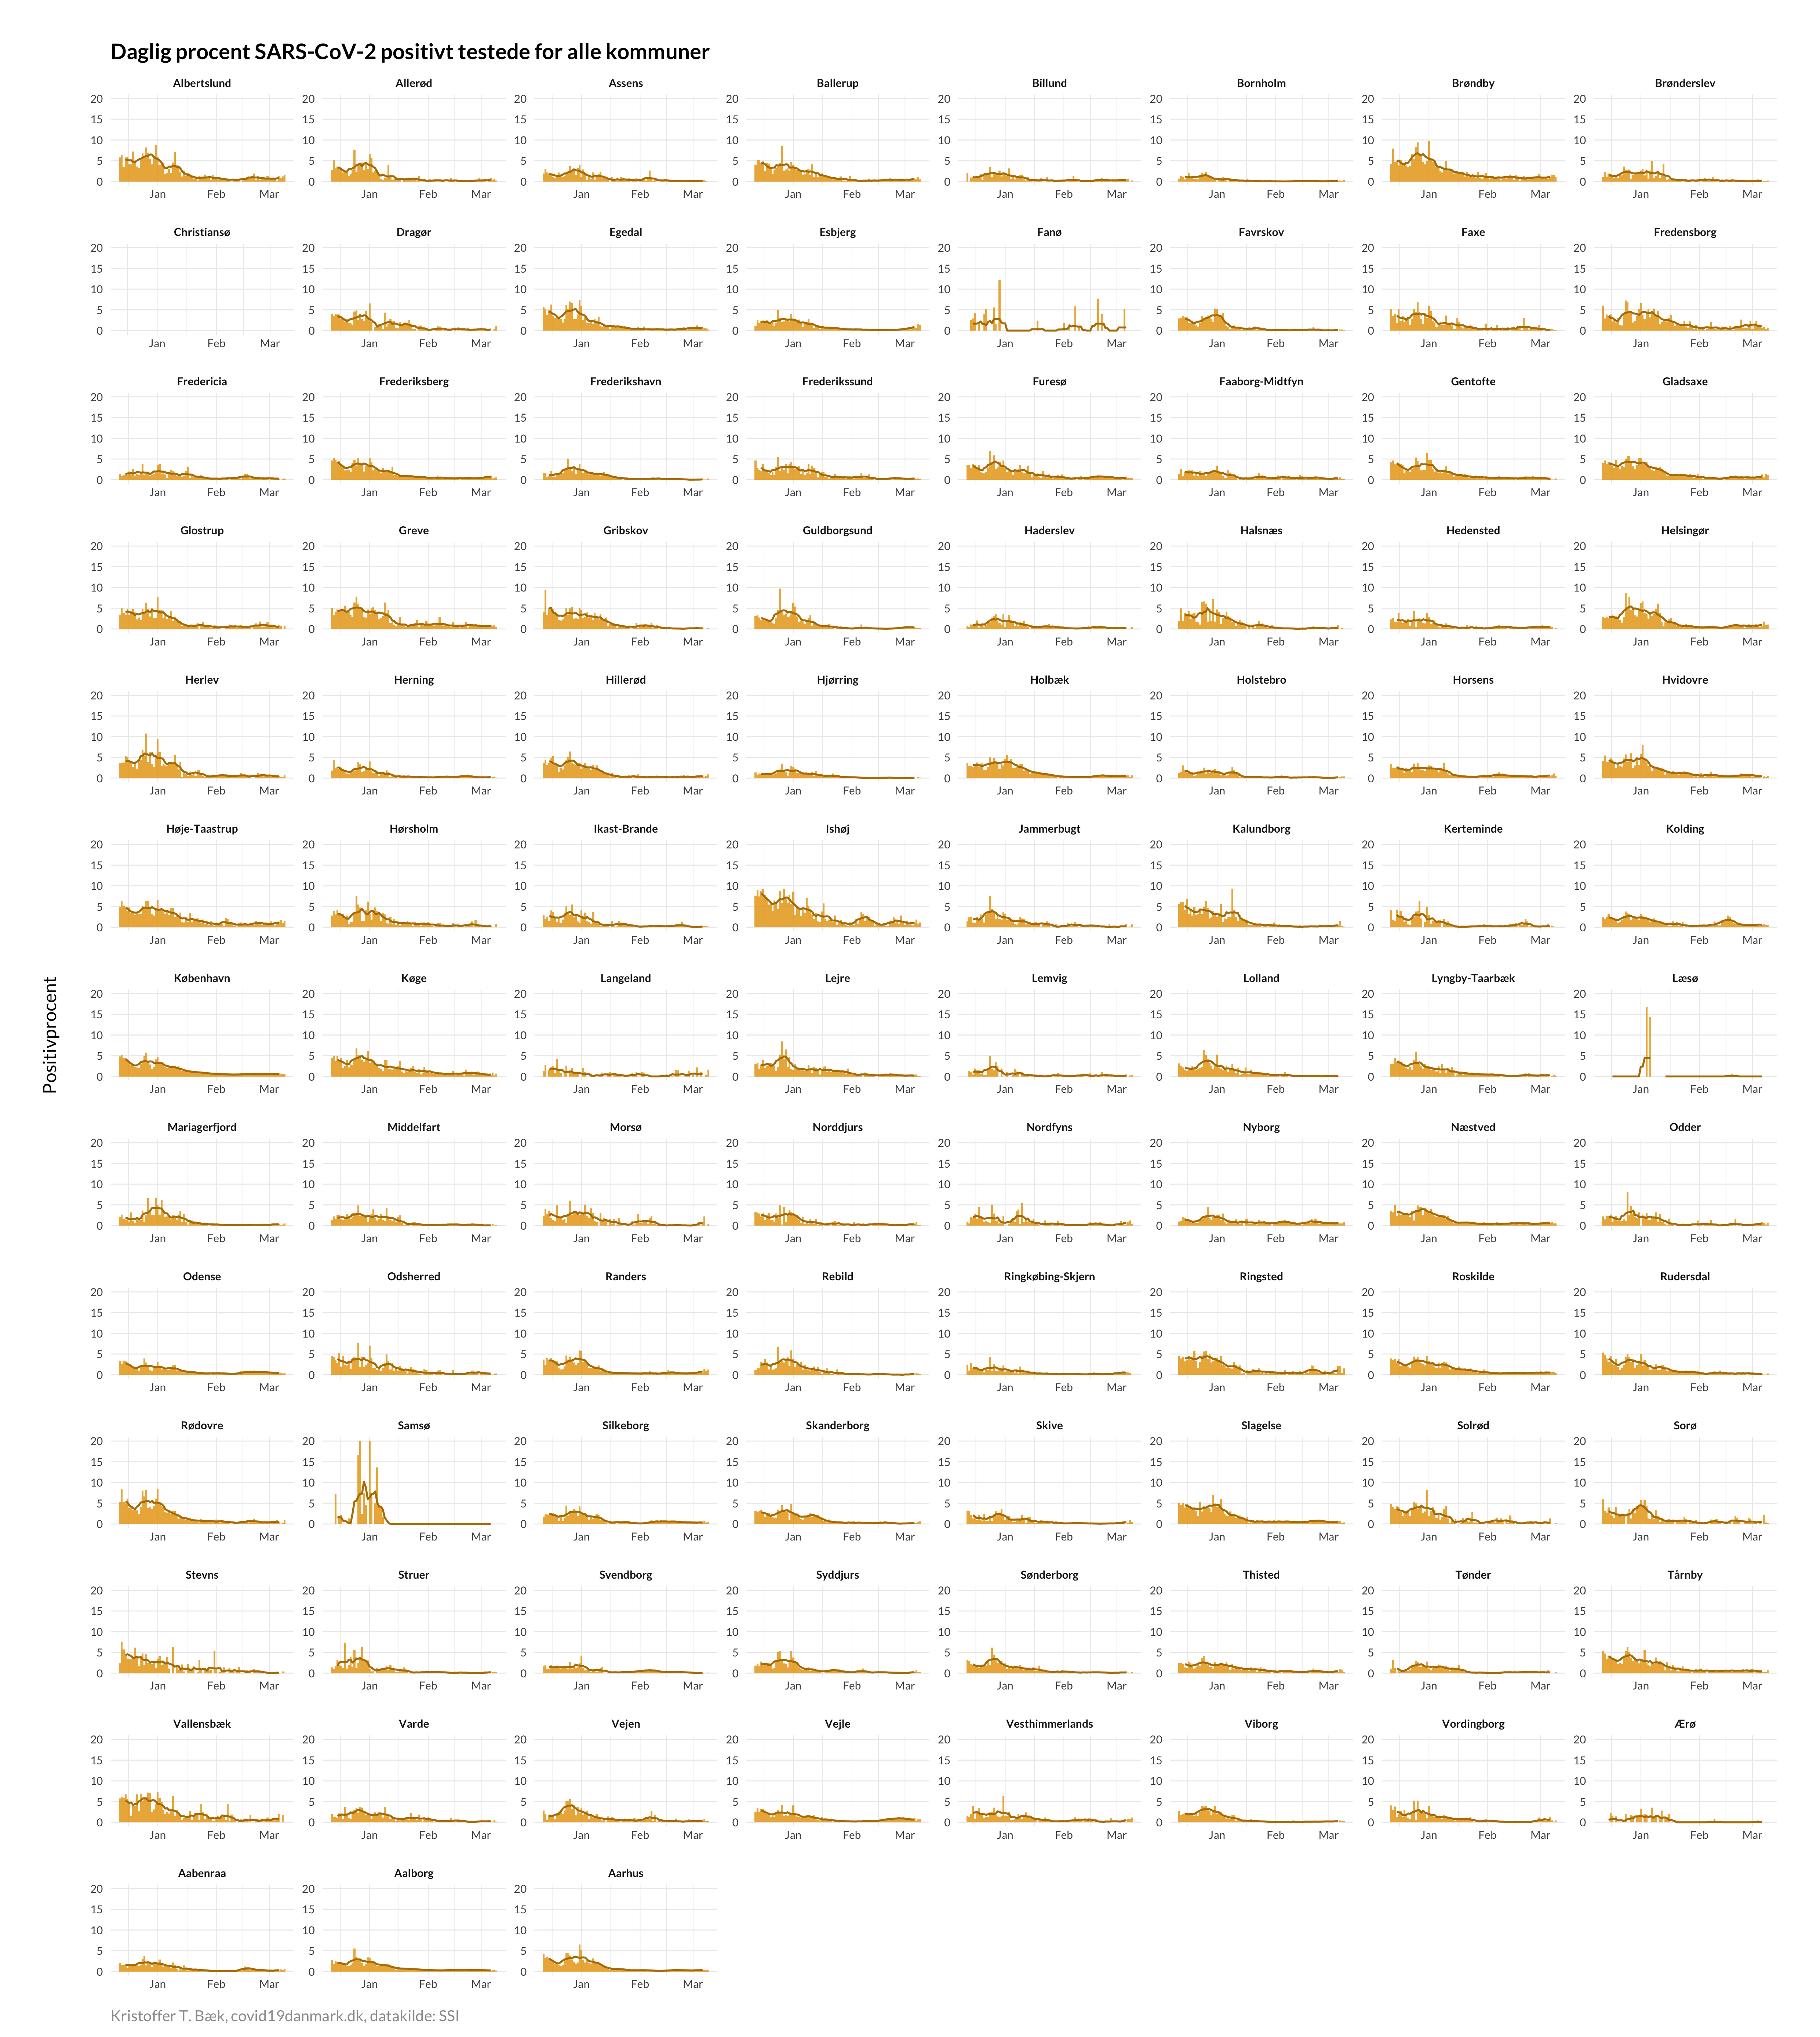 Daglig procent SARS-CoV-2 positivt testede for alle kommuner
Albertslund Allerød Assens Ballerup Billund Bornholm Brøndby Brønderslev
20 20 20 20 20 20 20 20
15 15 15 15 15 15 15 15
10 10 10 10 10 10 10 10
5 5 5 5 5 5 5 5
0 0 0 0 0 0 0 0
Jan Feb Mar Jan Feb Mar Jan Feb Mar Jan Feb Mar Jan Feb Mar Jan Feb Mar Jan Feb Mar Jan Feb Mar
Christiansø Dragør Egedal Esbjerg Fanø Favrskov Faxe Fredensborg
20 20 20 20 20 20 20 20
15 15 15 15 15 15 15 15
10 10 10 10 10 10 10 10
5 5 5 5 5 5 5 5
0 0 0 0 0 0 0 0
Jan Feb Mar Jan Feb Mar Jan Feb Mar Jan Feb Mar Jan Feb Mar Jan Feb Mar Jan Feb Mar Jan Feb Mar
Fredericia Frederiksberg Frederikshavn Frederikssund Furesø Faaborg-Midtfyn Gentofte Gladsaxe
20 20 20 20 20 20 20 20
15 15 15 15 15 15 15 15
10 10 10 10 10 10 10 10
5 5 5 5 5 5 5 5
0 0 0 0 0 0 0 0
Jan Feb Mar Jan Feb Mar Jan Feb Mar Jan Feb Mar Jan Feb Mar Jan Feb Mar Jan Feb Mar Jan Feb Mar
Glostrup Greve Gribskov Guldborgsund Haderslev Halsnæs Hedensted Helsingør
20 20 20 20 20 20 20 20
15 15 15 15 15 15 15 15
10 10 10 10 10 10 10 10
5 5 5 5 5 5 5 5
0 0 0 0 0 0 0 0
Jan Feb Mar Jan Feb Mar Jan Feb Mar Jan Feb Mar Jan Feb Mar Jan Feb Mar Jan Feb Mar Jan Feb Mar
Herlev Herning Hillerød Hjørring Holbæk Holstebro Horsens Hvidovre
20 20 20 20 20 20 20 20
15 15 15 15 15 15 15 15
10 10 10 10 10 10 10 10
5 5 5 5 5 5 5 5
0 0 0 0 0 0 0 0
Jan Feb Mar Jan Feb Mar Jan Feb Mar Jan Feb Mar Jan Feb Mar Jan Feb Mar Jan Feb Mar Jan Feb Mar
Høje-Taastrup Hørsholm Ikast-Brande Ishøj Jammerbugt Kalundborg Kerteminde Kolding
20 20 20 20 20 20 20 20
15 15 15 15 15 15 15 15
10 10 10 10 10 10 10 10
5 5 5 5 5 5 5 5
0 0 0 0 0 0 0 0
Jan Feb Mar Jan Feb Mar Jan Feb Mar Jan Feb Mar Jan Feb Mar Jan Feb Mar Jan Feb Mar Jan Feb Mar
Positivprocent
København Køge Langeland Lejre Lemvig Lolland Lyngby-Taarbæk Læsø
20 20 20 20 20 20 20 20
15 15 15 15 15 15 15 15
10 10 10 10 10 10 10 10
5 5 5 5 5 5 5 5
0 0 0 0 0 0 0 0
Jan Feb Mar Jan Feb Mar Jan Feb Mar Jan Feb Mar Jan Feb Mar Jan Feb Mar Jan Feb Mar Jan Feb Mar
Mariagerfjord Middelfart Morsø Norddjurs Nordfyns Nyborg Næstved Odder
20 20 20 20 20 20 20 20
15 15 15 15 15 15 15 15
10 10 10 10 10 10 10 10
5 5 5 5 5 5 5 5
0 0 0 0 0 0 0 0
Jan Feb Mar Jan Feb Mar Jan Feb Mar Jan Feb Mar Jan Feb Mar Jan Feb Mar Jan Feb Mar Jan Feb Mar
Odense Odsherred Randers Rebild Ringkøbing-Skjern Ringsted Roskilde Rudersdal
20 20 20 20 20 20 20 20
15 15 15 15 15 15 15 15
10 10 10 10 10 10 10 10
5 5 5 5 5 5 5 5
0 0 0 0 0 0 0 0
Jan Feb Mar Jan Feb Mar Jan Feb Mar Jan Feb Mar Jan Feb Mar Jan Feb Mar Jan Feb Mar Jan Feb Mar
Rødovre Samsø Silkeborg Skanderborg Skive Slagelse Solrød Sorø
20 20 20 20 20 20 20 20
15 15 15 15 15 15 15 15
10 10 10 10 10 10 10 10
5 5 5 5 5 5 5 5
0 0 0 0 0 0 0 0
Jan Feb Mar Jan Feb Mar Jan Feb Mar Jan Feb Mar Jan Feb Mar Jan Feb Mar Jan Feb Mar Jan Feb Mar
Stevns Struer Svendborg Syddjurs Sønderborg Thisted Tønder Tårnby
20 20 20 20 20 20 20 20
15 15 15 15 15 15 15 15
10 10 10 10 10 10 10 10
5 5 5 5 5 5 5 5
0 0 0 0 0 0 0 0
Jan Feb Mar Jan Feb Mar Jan Feb Mar Jan Feb Mar Jan Feb Mar Jan Feb Mar Jan Feb Mar Jan Feb Mar
Vallensbæk Varde Vejen Vejle Vesthimmerlands Viborg Vordingborg Ærø
20 20 20 20 20 20 20 20
15 15 15 15 15 15 15 15
10 10 10 10 10 10 10 10
5 5 5 5 5 5 5 5
0 0 0 0 0 0 0 0
Jan Feb Mar Jan Feb Mar Jan Feb Mar Jan Feb Mar Jan Feb Mar Jan Feb Mar Jan Feb Mar Jan Feb Mar
Aabenraa Aalborg Aarhus
20 20 20
15 15 15
10 10 10
5 5 5
0 0 0
Jan Feb Mar Jan Feb Mar Jan Feb Mar
Kristoffer T. Bæk, covid19danmark.dk, datakilde: SSI